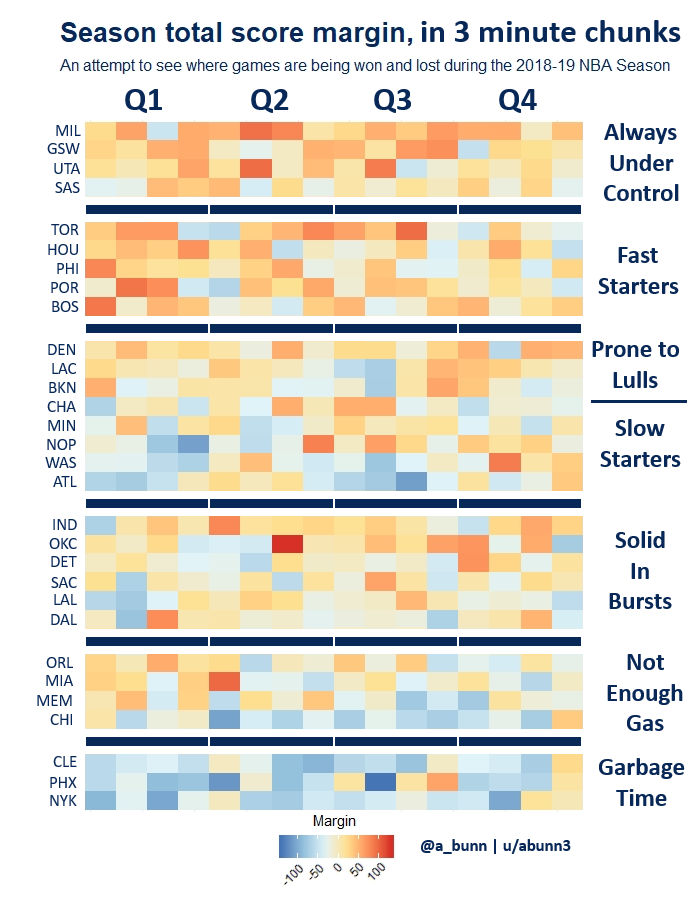 Season total score margin, in 3 minute chunks
An attempt to see where games are being won and lost during the 2018-19 NBA Season
Q1 Q2 Q3 Q4
MIL
GSW
UTA
SAS
Always
Under
Control
TOR
HOU
PHI
POR
BOS
Fast
Starters
DEN
LAC
BKN
CHA
MIN
NOP
WAS
ATL
Prone to
Lulls
Slow
Starters
IND
OKC
DET
SAC
LAL
DAL
Solid
In
Bursts
ORL
MIA
MEM
CHI
Not
Enough
Gas
CLE
PHX
NYK
Garbage
Time
Margin
-100 -50 0 50 100
@a_bunn | u/abunn3